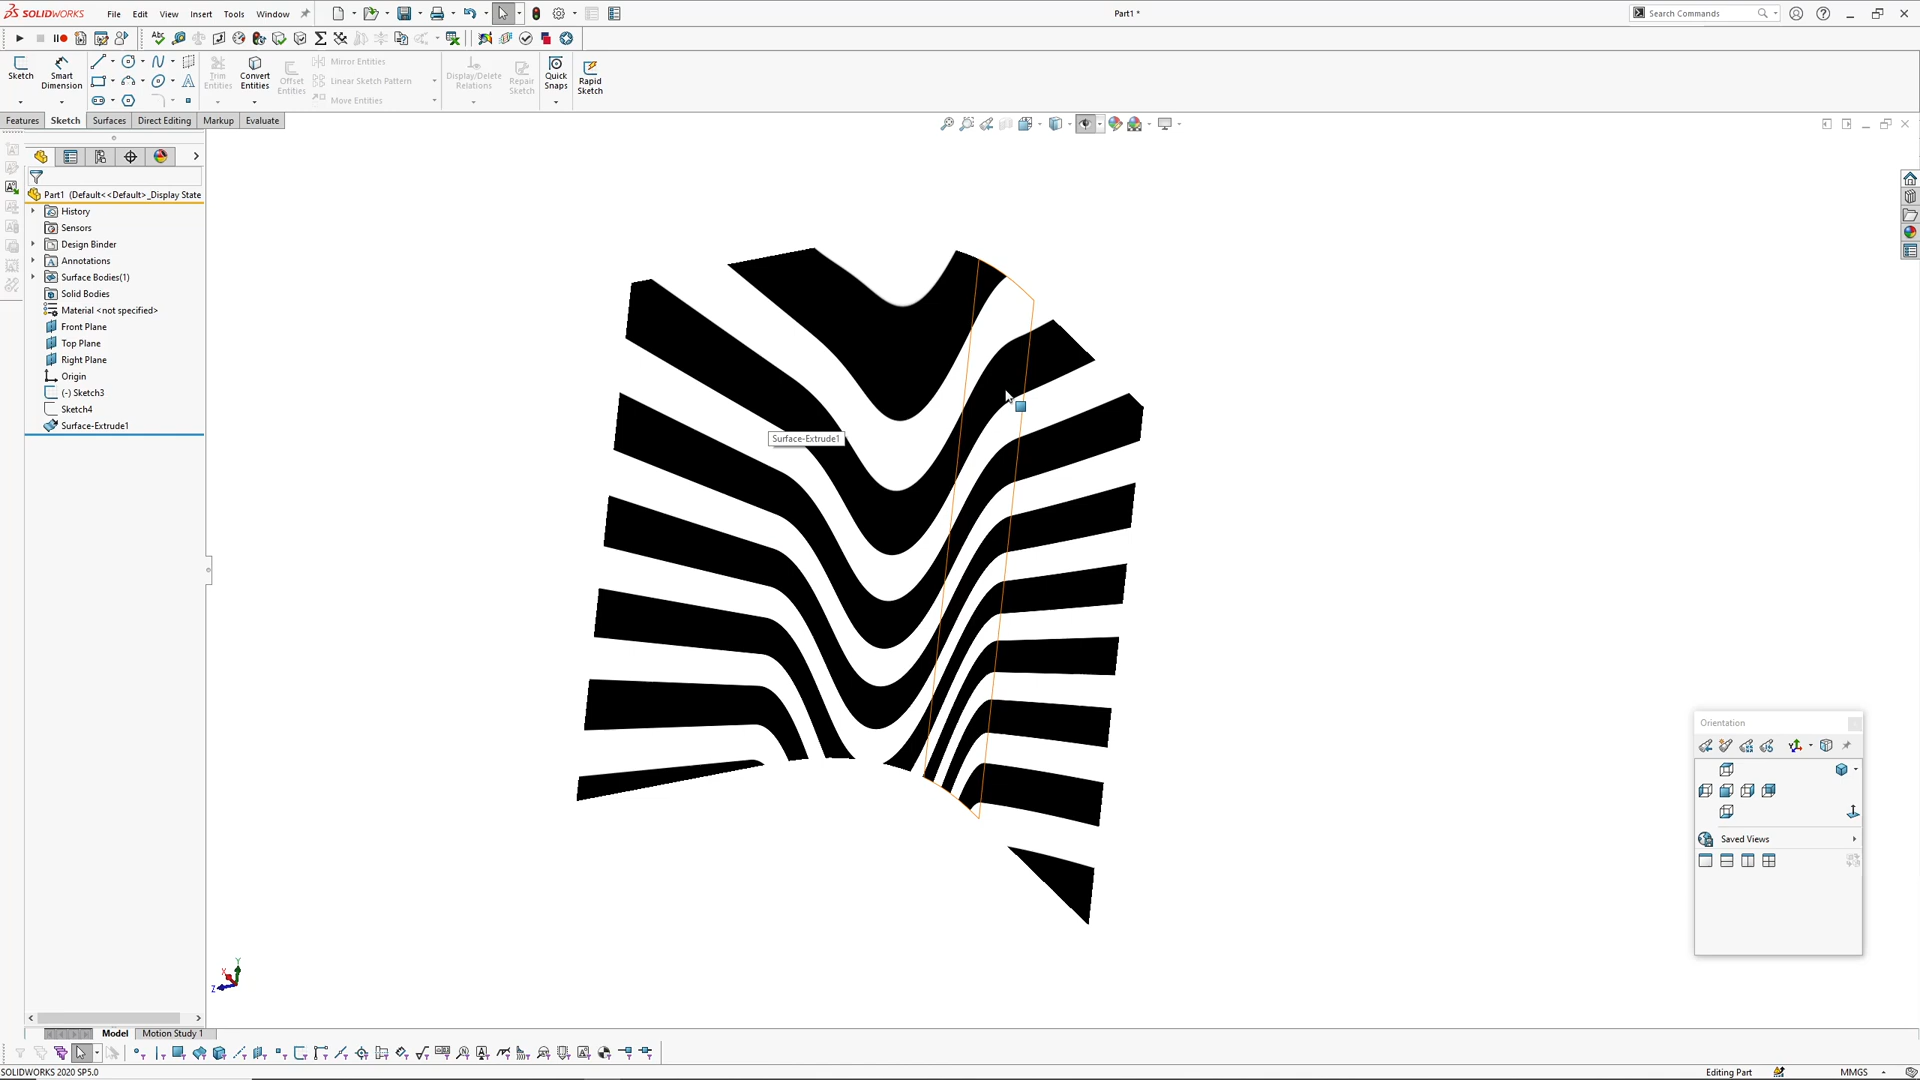 SOLIDWORKS
File Edit View Insert Tools Window
Part1 *
Search Commands
Sketch
Smart Dimension
Trim Entities
Convert Entities
Offset Entities
Mirror Entities
Linear Sketch Pattern
Move Entities
Display/Delete Relations
Repair Sketch
Quick Snaps
Rapid Sketch
Features Sketch Surfaces Direct Editing Markup Evaluate
Part1 (Default<<Default>_Display State
History
Sensors
Design Binder
Annotations
Surface Bodies(1)
Solid Bodies
Material <not specified>
Front Plane
Top Plane
Right Plane
Origin
(-) Sketch3
Sketch4
Surface-Extrude1
Surface-Extrude1
Orientation
Saved Views
Y
X
Z
Model Motion Study 1
SOLIDWORKS 2020 SP5.0
Editing Part
MMGS